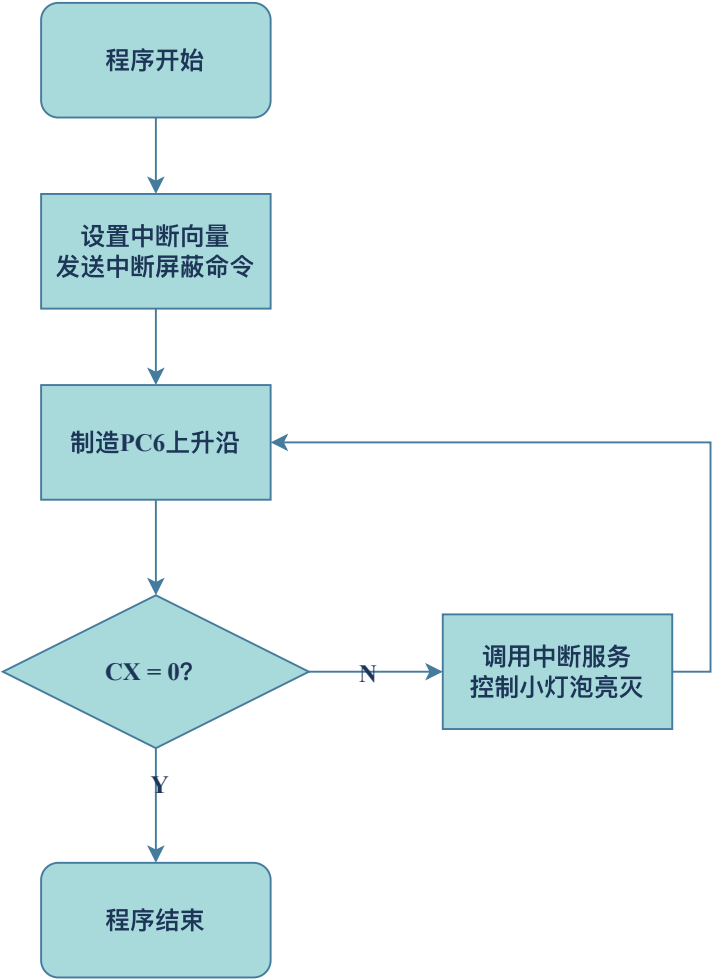 程序开始
设置中断向量
发送中断屏蔽命令
制造PC6上升沿
CX = 0?
N
调用中断服务
控制小灯泡亮灭
Y
程序结束